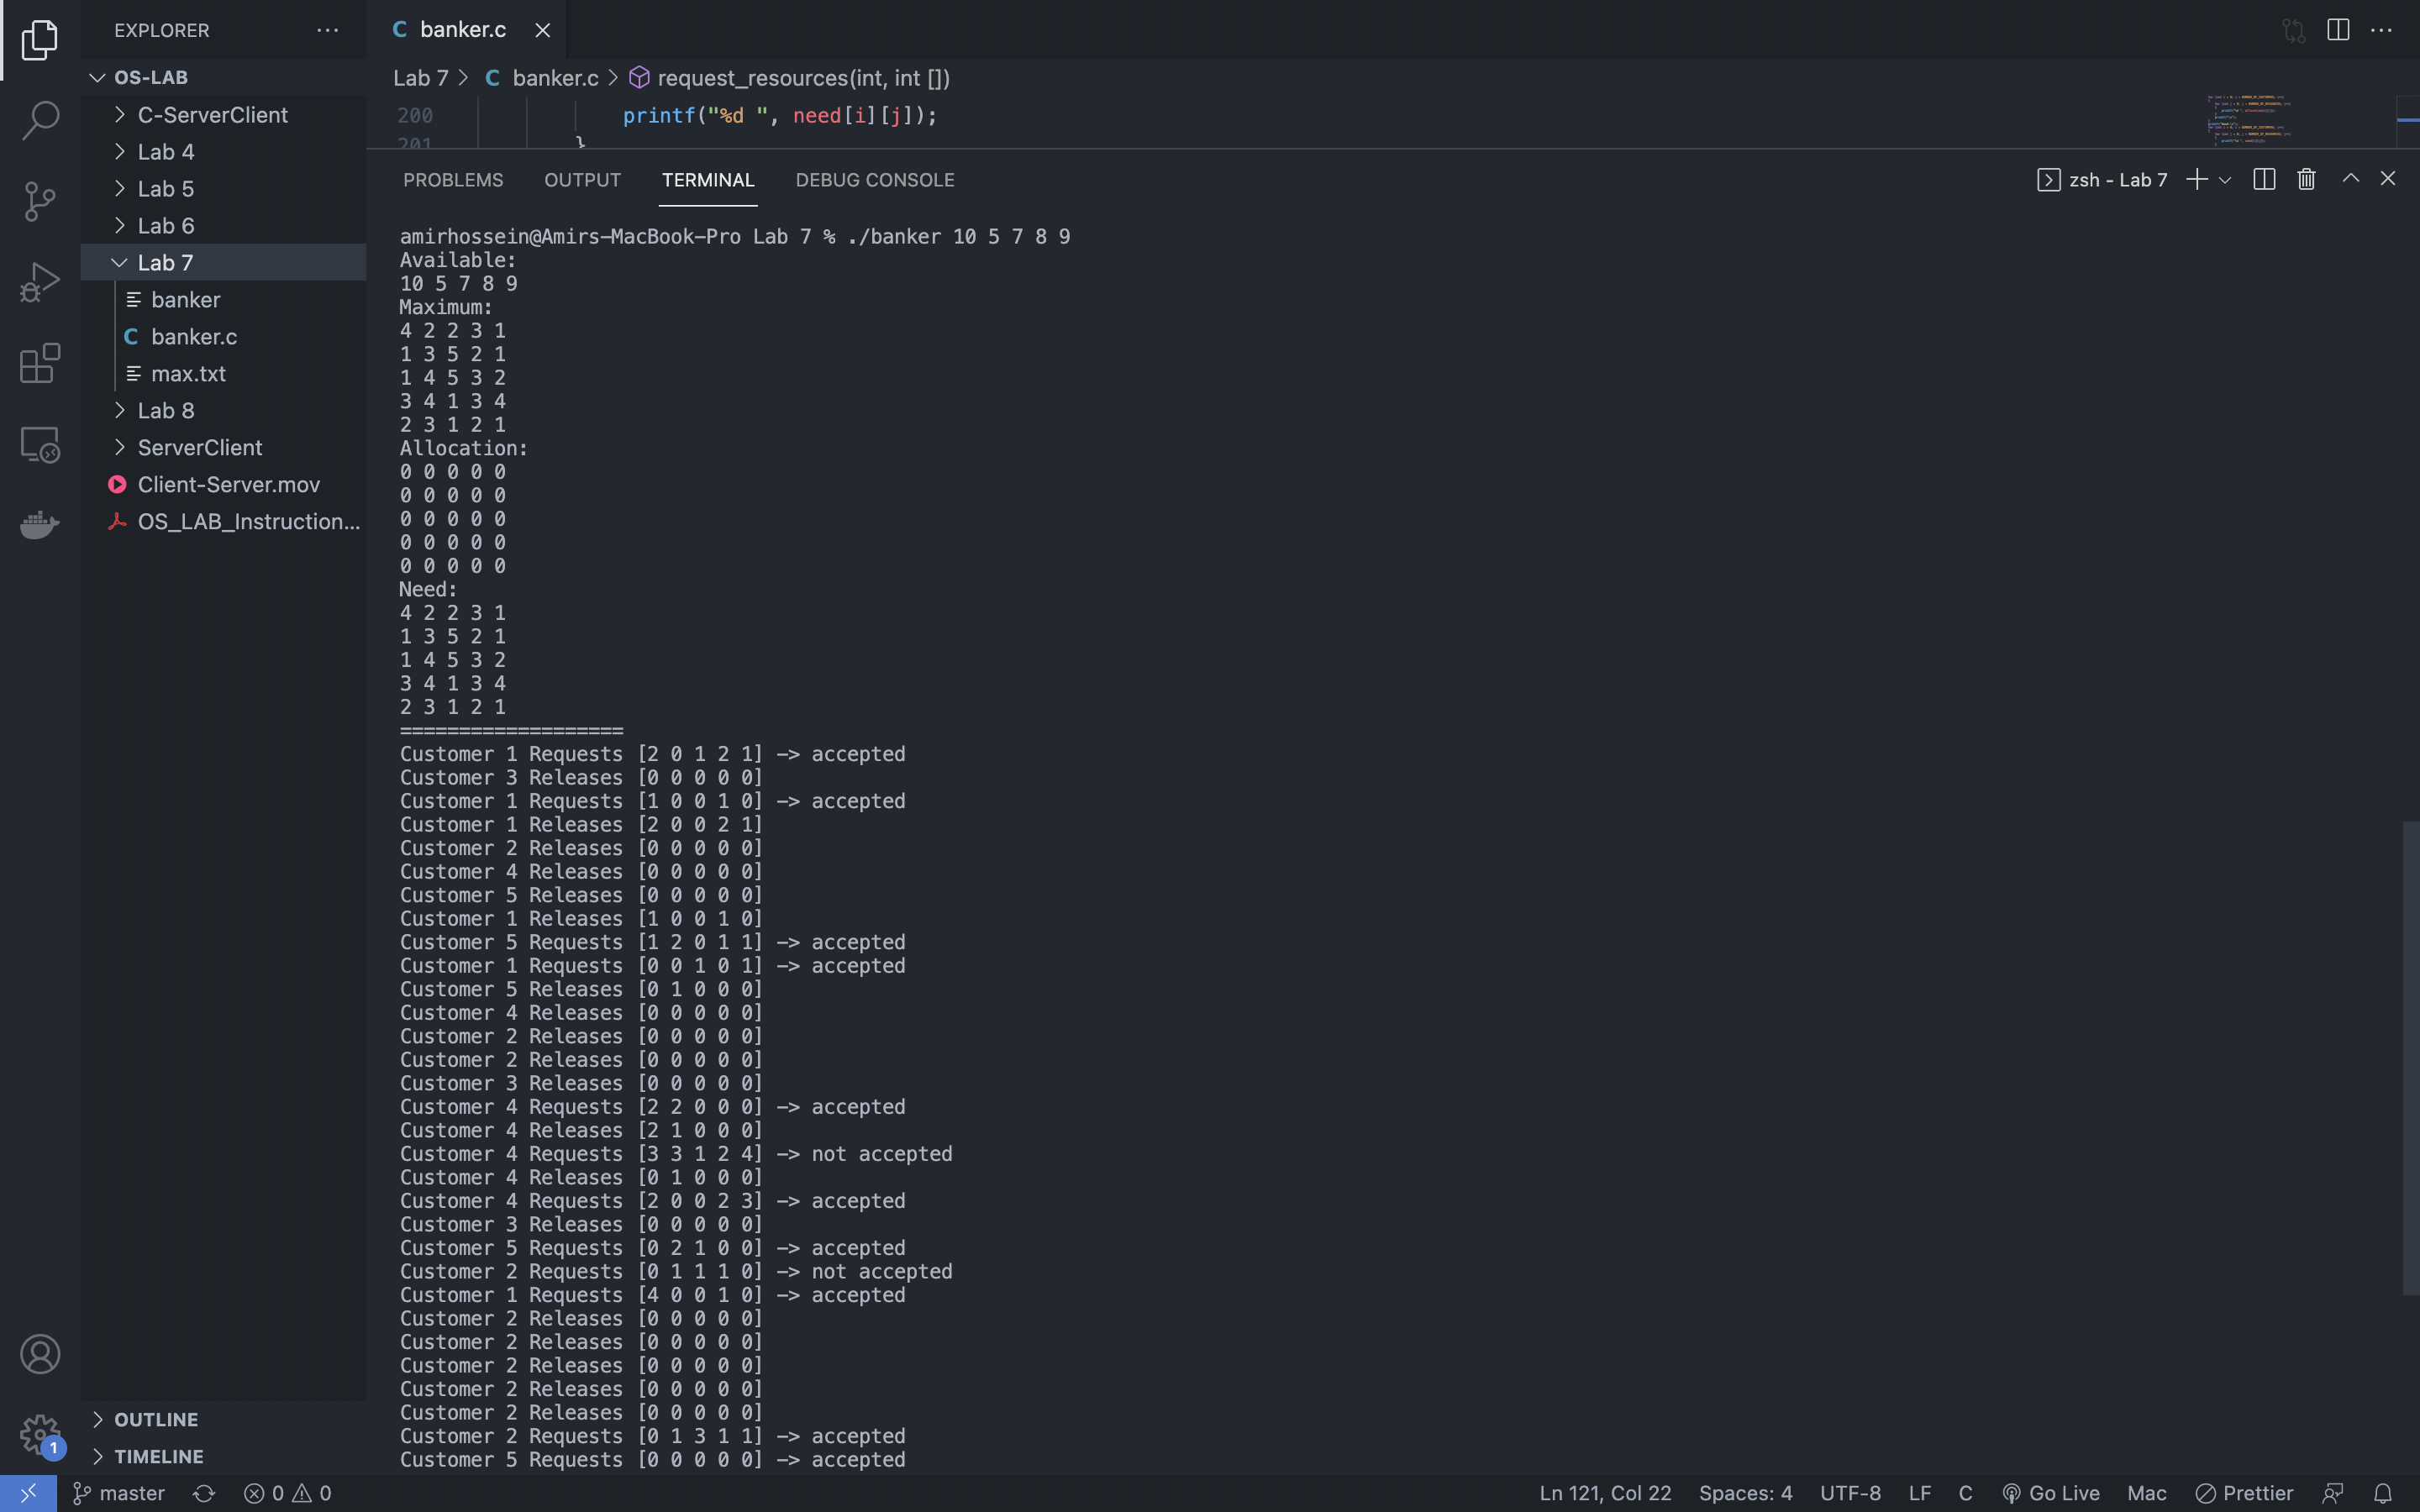 EXPLORER
OS-LAB
C-ServerClient
Lab 4
Lab 5
Lab 6
Lab 7
banker
C banker.c
max.txt
Lab 8
ServerClient
Client-Server.mov
OS_LAB_Instruction...
OUTLINE
TIMELINE
C banker.c
Lab 7 > C banker.c > request_resources(int, int [])
200 printf("%d ", need[i][j]);
201 }
PROBLEMS OUTPUT TERMINAL DEBUG CONSOLE
zsh - Lab 7
amirhossein@Amirs-MacBook-Pro Lab 7 % ./banker 10 5 7 8 9
Available:
10 5 7 8 9
Maximum:
4 2 2 3 1
1 3 5 2 1
1 4 5 3 2
3 4 1 3 4
2 3 1 2 1
Allocation:
0 0 0 0 0
0 0 0 0 0
0 0 0 0 0
0 0 0 0 0
0 0 0 0 0
Need:
4 2 2 3 1
1 3 5 2 1
1 4 5 3 2
3 4 1 3 4
2 3 1 2 1
===================
Customer 1 Requests [2 0 1 2 1] -> accepted
Customer 3 Releases [0 0 0 0 0]
Customer 1 Requests [1 0 0 1 0] -> accepted
Customer 1 Releases [2 0 0 2 1]
Customer 2 Releases [0 0 0 0 0]
Customer 4 Releases [0 0 0 0 0]
Customer 5 Releases [0 0 0 0 0]
Customer 1 Releases [1 0 0 1 0]
Customer 5 Requests [1 2 0 1 1] -> accepted
Customer 1 Requests [0 0 1 0 1] -> accepted
Customer 5 Releases [0 1 0 0 0]
Customer 4 Releases [0 0 0 0 0]
Customer 2 Releases [0 0 0 0 0]
Customer 2 Releases [0 0 0 0 0]
Customer 3 Releases [0 0 0 0 0]
Customer 4 Requests [2 2 0 0 0] -> accepted
Customer 4 Releases [2 1 0 0 0]
Customer 4 Requests [3 3 1 2 4] -> not accepted
Customer 4 Releases [0 1 0 0 0]
Customer 4 Requests [2 0 0 2 3] -> accepted
Customer 3 Releases [0 0 0 0 0]
Customer 5 Requests [0 2 1 0 0] -> accepted
Customer 2 Requests [0 1 1 1 0] -> not accepted
Customer 1 Requests [4 0 0 1 0] -> accepted
Customer 2 Releases [0 0 0 0 0]
Customer 2 Releases [0 0 0 0 0]
Customer 2 Releases [0 0 0 0 0]
Customer 2 Releases [0 0 0 0 0]
Customer 2 Releases [0 0 0 0 0]
Customer 2 Requests [0 1 3 1 1] -> accepted
Customer 5 Requests [0 0 0 0 0] -> accepted
1
master 0 0 Ln 121, Col 22 Spaces: 4 UTF-8 LF C Go Live Mac Prettier